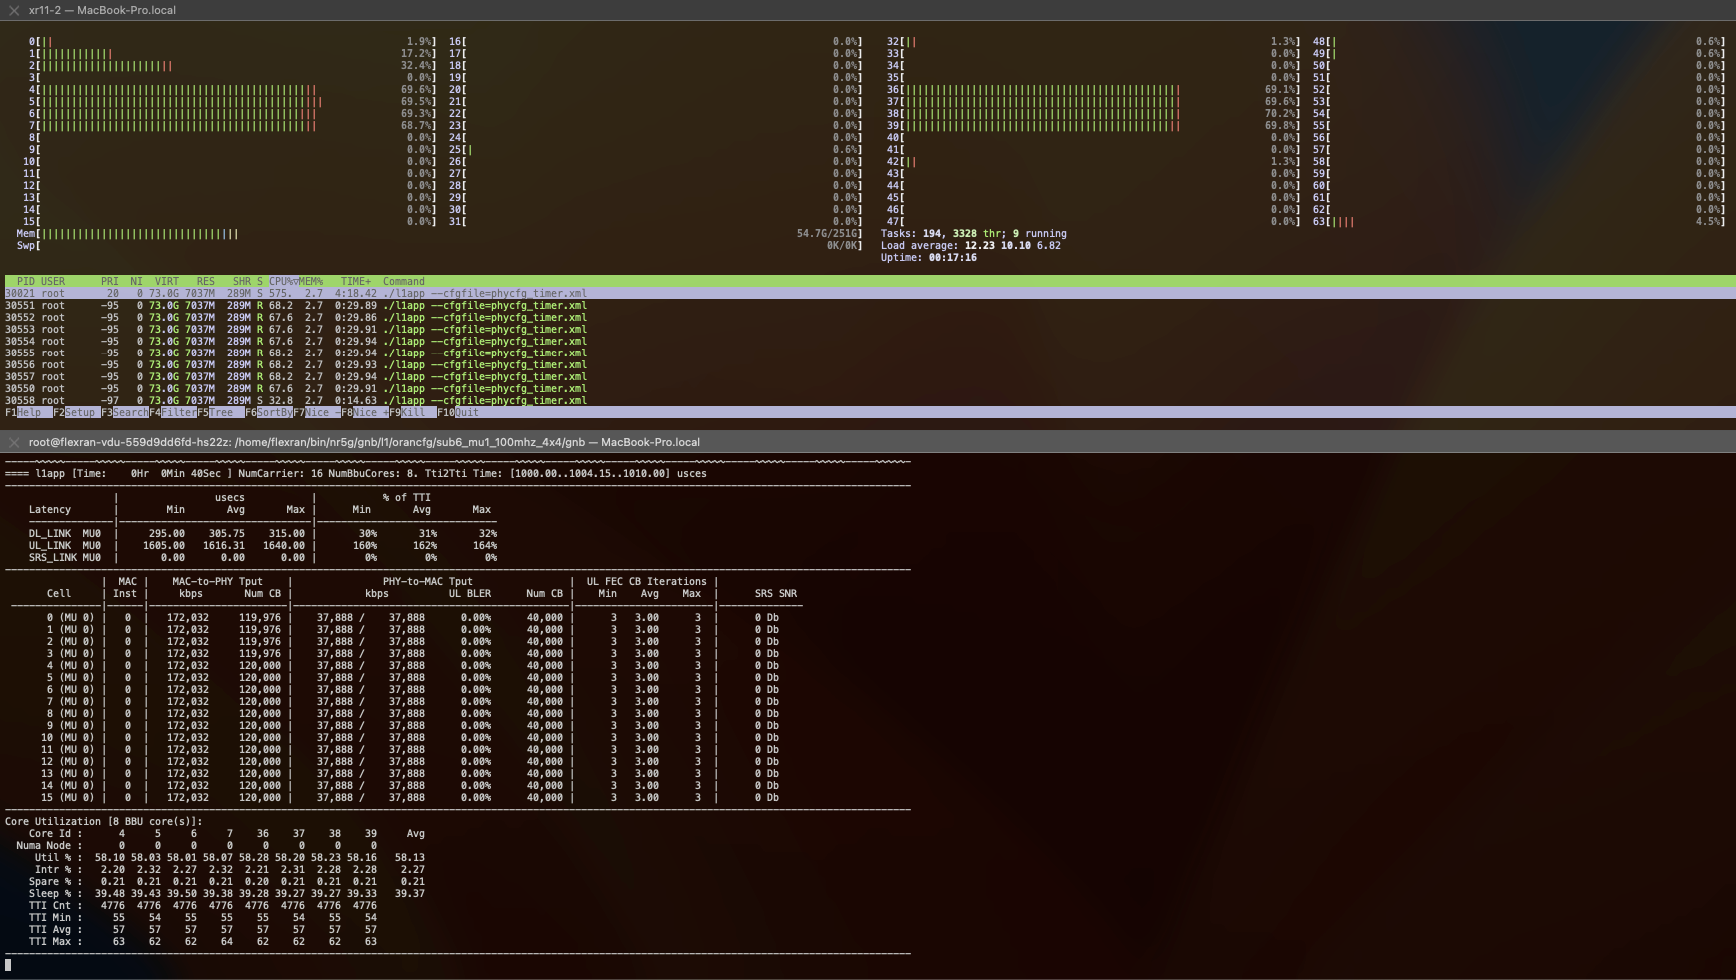 xr11-2 — MacBook-Pro.local
0[|| 1.9%] 16[ 0.0%] 32[|| 1.3%] 48[| 0.6%]
1[|||||||||||| 17.2%] 17[ 0.0%] 33[ 0.0%] 49[| 0.6%]
2[|||||||||||||||||||||| 32.4%] 18[ 0.0%] 34[ 0.0%] 50[ 0.0%]
3[ 0.0%] 19[ 0.0%] 35[ 0.0%] 51[ 0.0%]
4[|||||||||||||||||||||||||||||||||||||||||||||| 69.6%] 20[ 0.0%] 36[|||||||||||||||||||||||||||||||||||||||||||||| 69.1%] 52[ 0.0%]
5[||||||||||||||||||||||||||||||||||||||||||||||| 69.5%] 21[ 0.0%] 37[|||||||||||||||||||||||||||||||||||||||||||||| 69.6%] 53[ 0.0%]
6[|||||||||||||||||||||||||||||||||||||||||||||| 69.3%] 22[ 0.0%] 38[|||||||||||||||||||||||||||||||||||||||||||||| 70.2%] 54[ 0.0%]
7[|||||||||||||||||||||||||||||||||||||||||||||| 68.7%] 23[ 0.0%] 39[|||||||||||||||||||||||||||||||||||||||||||||| 69.8%] 55[ 0.0%]
8[ 0.0%] 24[ 0.0%] 40[ 0.0%] 56[ 0.0%]
9[ 0.0%] 25[| 0.6%] 41[ 0.0%] 57[ 0.0%]
10[ 0.0%] 26[ 0.0%] 42[|| 1.3%] 58[ 0.0%]
11[ 0.0%] 27[ 0.0%] 43[ 0.0%] 59[ 0.0%]
12[ 0.0%] 28[ 0.0%] 44[ 0.0%] 60[ 0.0%]
13[ 0.0%] 29[ 0.0%] 45[ 0.0%] 61[ 0.0%]
14[ 0.0%] 30[ 0.0%] 46[ 0.0%] 62[ 0.0%]
15[ 0.0%] 31[ 0.0%] 47[ 0.0%] 63[|||| 4.5%]
Mem[||||||||||||||||||||||||||||||||| 54.7G/251G] Tasks: 194, 3328 thr; 9 running
Swp[ 0K/0K] Load average: 12.23 10.10 6.82
Uptime: 00:17:16
PID USER PRI NI VIRT RES SHR S CPU%▽MEM% TIME+ Command
30021 root 20 0 73.0G 7037M 289M S 575. 2.7 4:18.42 ./l1app --cfgfile=phycfg_timer.xml
30551 root -95 0 73.0G 7037M 289M R 68.2 2.7 0:29.89 ./l1app --cfgfile=phycfg_timer.xml
30552 root -95 0 73.0G 7037M 289M R 67.6 2.7 0:29.86 ./l1app --cfgfile=phycfg_timer.xml
30553 root -95 0 73.0G 7037M 289M R 67.6 2.7 0:29.91 ./l1app --cfgfile=phycfg_timer.xml
30554 root -95 0 73.0G 7037M 289M R 67.6 2.7 0:29.94 ./l1app --cfgfile=phycfg_timer.xml
30555 root -95 0 73.0G 7037M 289M R 68.2 2.7 0:29.94 ./l1app --cfgfile=phycfg_timer.xml
30556 root -95 0 73.0G 7037M 289M R 68.2 2.7 0:29.93 ./l1app --cfgfile=phycfg_timer.xml
30557 root -95 0 73.0G 7037M 289M R 68.2 2.7 0:29.94 ./l1app --cfgfile=phycfg_timer.xml
30550 root -95 0 73.0G 7037M 289M R 67.6 2.7 0:29.91 ./l1app --cfgfile=phycfg_timer.xml
30558 root -97 0 73.0G 7037M 289M S 32.8 2.7 0:14.63 ./l1app --cfgfile=phycfg_timer.xml
F1Help F2Setup F3SearchF4FilterF5Tree F6SortByF7Nice -F8Nice +F9Kill F10Quit
root@flexran-vdu-559d9dd6fd-hs22z: /home/flexran/bin/nr5g/gnb/l1/orancfg/sub6_mu1_100mhz_4x4/gnb — MacBook-Pro.local
==== l1app [Time: 0Hr 0Min 40Sec ] NumCarrier: 16 NumBbuCores: 8. Tti2Tti Time: [1000.00..1004.15..1010.00] usces
| usecs | % of TTI
Latency | Min Avg Max | Min Avg Max
DL_LINK MU0 | 295.00 305.75 315.00 | 30% 31% 32%
UL_LINK MU0 | 1605.00 1616.31 1640.00 | 160% 162% 164%
SRS_LINK MU0 | 0.00 0.00 0.00 | 0% 0% 0%
| MAC | MAC-to-PHY Tput | PHY-to-MAC Tput | UL FEC CB Iterations |
Cell | Inst | kbps Num CB | kbps UL BLER Num CB | Min Avg Max | SRS SNR
0 (MU 0) | 0 | 172,032 119,976 | 37,888 / 37,888 0.00% 40,000 | 3 3.00 3 | 0 Db
1 (MU 0) | 0 | 172,032 119,976 | 37,888 / 37,888 0.00% 40,000 | 3 3.00 3 | 0 Db
2 (MU 0) | 0 | 172,032 119,976 | 37,888 / 37,888 0.00% 40,000 | 3 3.00 3 | 0 Db
3 (MU 0) | 0 | 172,032 119,976 | 37,888 / 37,888 0.00% 40,000 | 3 3.00 3 | 0 Db
4 (MU 0) | 0 | 172,032 120,000 | 37,888 / 37,888 0.00% 40,000 | 3 3.00 3 | 0 Db
5 (MU 0) | 0 | 172,032 120,000 | 37,888 / 37,888 0.00% 40,000 | 3 3.00 3 | 0 Db
6 (MU 0) | 0 | 172,032 120,000 | 37,888 / 37,888 0.00% 40,000 | 3 3.00 3 | 0 Db
7 (MU 0) | 0 | 172,032 120,000 | 37,888 / 37,888 0.00% 40,000 | 3 3.00 3 | 0 Db
8 (MU 0) | 0 | 172,032 120,000 | 37,888 / 37,888 0.00% 40,000 | 3 3.00 3 | 0 Db
9 (MU 0) | 0 | 172,032 120,000 | 37,888 / 37,888 0.00% 40,000 | 3 3.00 3 | 0 Db
10 (MU 0) | 0 | 172,032 120,000 | 37,888 / 37,888 0.00% 40,000 | 3 3.00 3 | 0 Db
11 (MU 0) | 0 | 172,032 120,000 | 37,888 / 37,888 0.00% 40,000 | 3 3.00 3 | 0 Db
12 (MU 0) | 0 | 172,032 120,000 | 37,888 / 37,888 0.00% 40,000 | 3 3.00 3 | 0 Db
13 (MU 0) | 0 | 172,032 120,000 | 37,888 / 37,888 0.00% 40,000 | 3 3.00 3 | 0 Db
14 (MU 0) | 0 | 172,032 120,000 | 37,888 / 37,888 0.00% 40,000 | 3 3.00 3 | 0 Db
15 (MU 0) | 0 | 172,032 120,000 | 37,888 / 37,888 0.00% 40,000 | 3 3.00 3 | 0 Db
Core Utilization [8 BBU core(s)]:
Core Id : 4 5 6 7 36 37 38 39 Avg
Numa Node : 0 0 0 0 0 0 0 0
Util % : 58.10 58.03 58.01 58.07 58.28 58.20 58.23 58.16 58.13
Intr % : 2.20 2.32 2.27 2.32 2.21 2.31 2.28 2.28 2.27
Spare % : 0.21 0.21 0.21 0.21 0.20 0.21 0.21 0.21 0.21
Sleep % : 39.48 39.43 39.50 39.38 39.28 39.27 39.27 39.33 39.37
TTI Cnt : 4776 4776 4776 4776 4776 4776 4776 4776
TTI Min : 55 54 55 55 55 54 55 54
TTI Avg : 57 57 57 57 57 57 57 57
TTI Max : 63 62 62 64 62 62 62 63